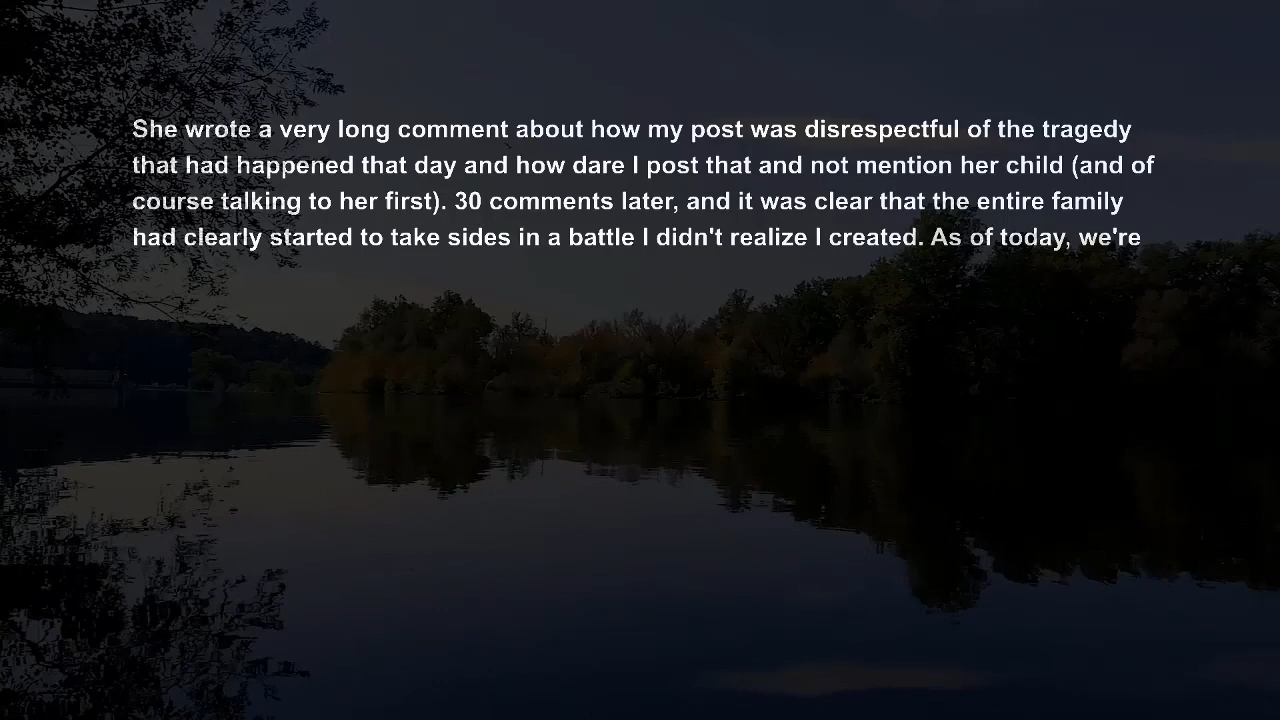 She wrote a very long comment about how my post was disrespectful of the tragedy
that had happened that day and how dare I post that and not mention her child (and of
course talking to her first). 30 comments later, and it was clear that the entire family
had clearly started to take sides in a battle I didn't realize I created. As of today, we're